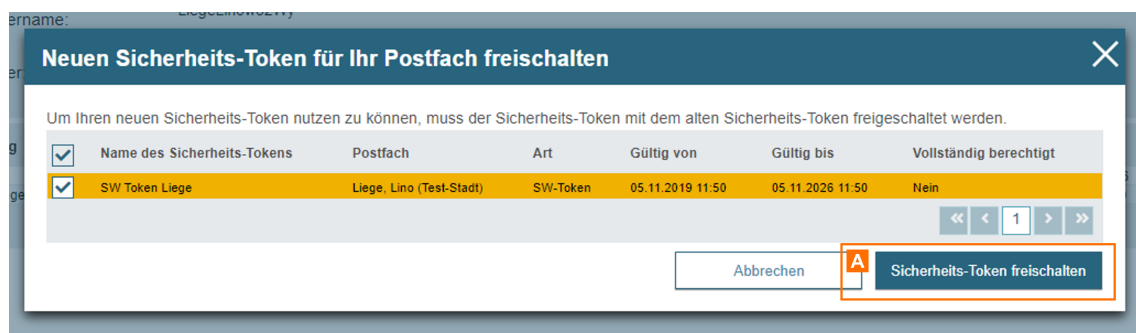 ername:
Neuen Sicherheits-Token für Ihr Postfach freischalten
er:
Um Ihren neuen Sicherheits-Token nutzen zu können, muss der Sicherheits-Token mit dem alten Sicherheits-Token freigeschaltet werden.
g
Name des Sicherheits-Tokens Postfach Art Gültig von Gültig bis Vollständig berechtigt
SW Token Liege Liege, Lino (Test-Stadt) SW-Token 05.11.2019 11:50 05.11.2026 11:50 Nein
ge
« < 1 > »
Abbrechen A Sicherheits-Token freischalten